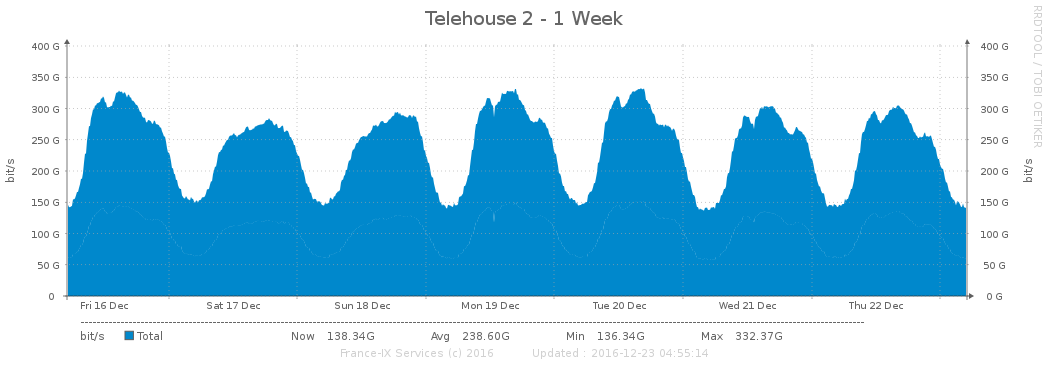 Telehouse 2 - 1 Week
RRDTOOL / TOBI OETIKER
400 G 400 G
350 G 350 G
300 G 300 G
250 G 250 G
200 G 200 G
150 G 150 G
100 G 100 G
50 G 50 G
0 0 G
bit/s
bit/s
Fri 16 Dec Sat 17 Dec Sun 18 Dec Mon 19 Dec Tue 20 Dec Wed 21 Dec Thu 22 Dec
bit/s Total Now 138.34G Avg 238.60G Min 136.34G Max 332.37G
France-IX Services (c) 2016 Updated : 2016-12-23 04:55:14